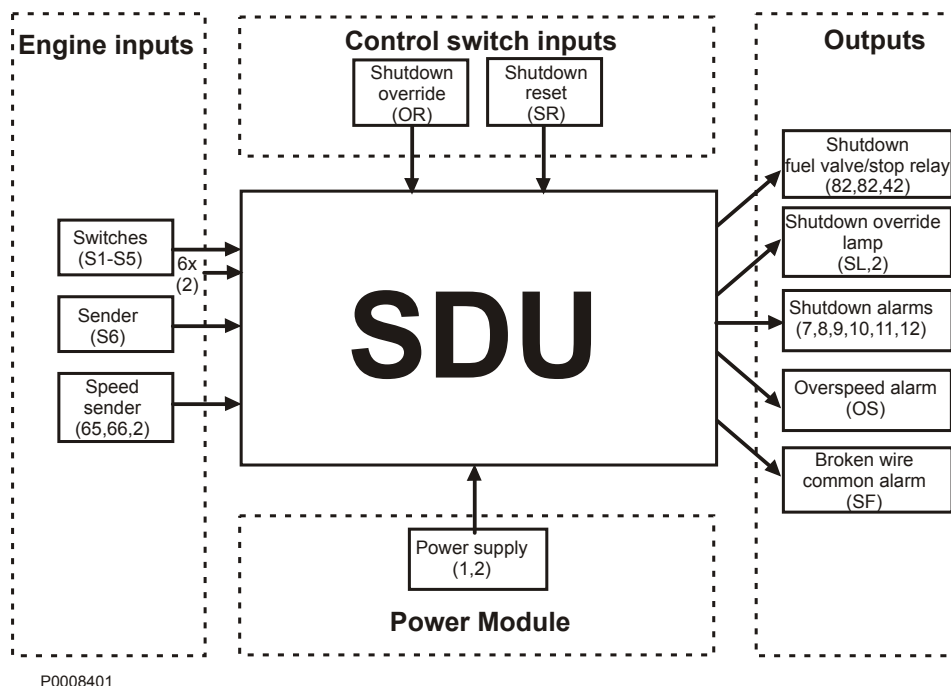 Engine inputs
Control switch inputs
Outputs
Shutdown
override
(OR)
Shutdown
reset
(SR)
Switches
(S1-S5)
6x
(2)
Sender
(S6)
Speed
sender
(65,66,2)
SDU
Shutdown
fuel valve/stop relay
(82,82,42)
Shutdown override
lamp
(SL,2)
Shutdown alarms
(7,8,9,10,11,12)
Overspeed alarm
(OS)
Broken wire
common alarm
(SF)
Power supply
(1,2)
Power Module
P0008401